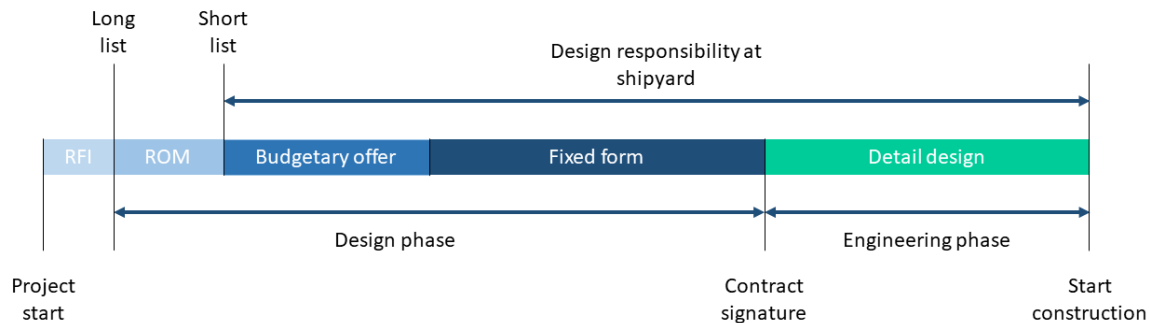 Long
list
Short
list
Design responsibility at
shipyard
RFI
ROM
Budgetary offer
Fixed form
Detail design
Design phase
Engineering phase
Project
start
Contract
signature
Start
construction